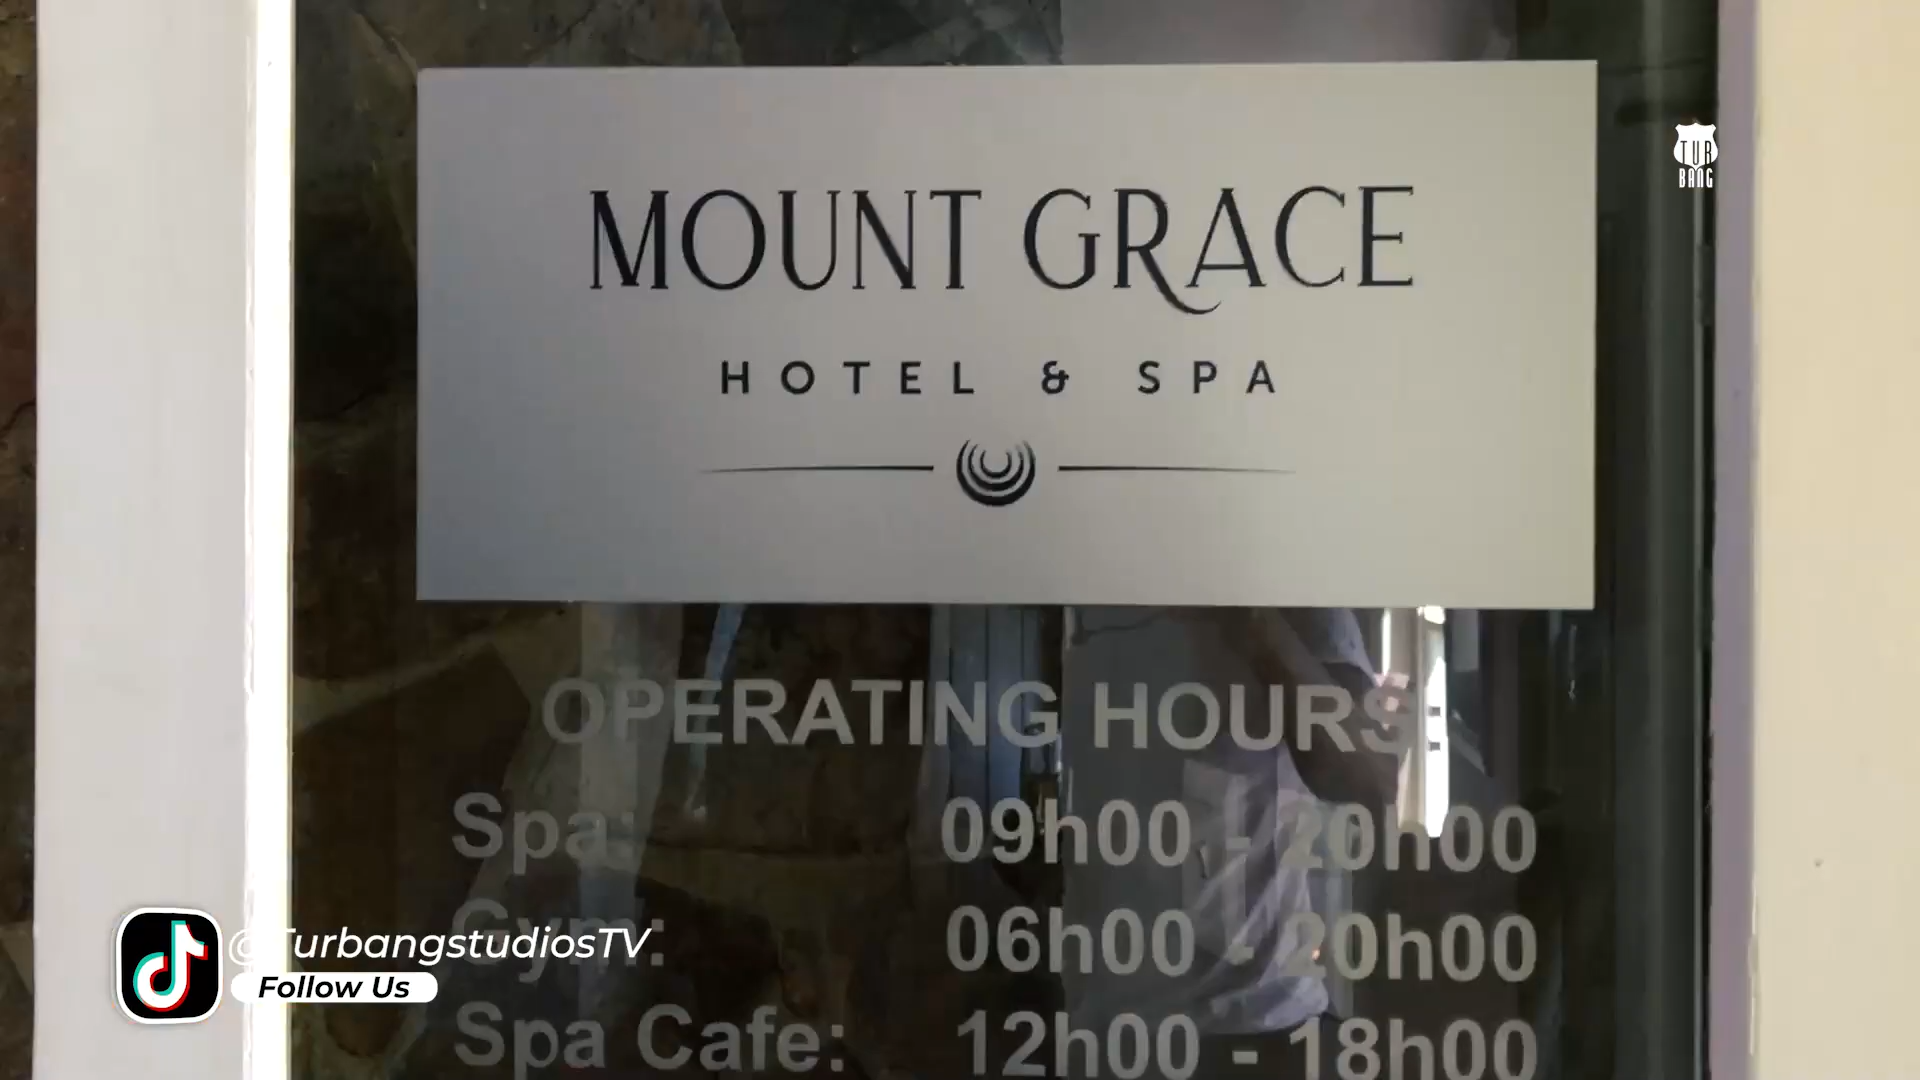 MOUNT GRACE
HOTEL & SPA
TUR
BANG
OPERATING HOURS
Spa: 09h00 - 20h00
Gym: 06h00 - 20h00
@TurbangstudiosTV
Follow Us
Spa Cafe: 12h00 - 18h00